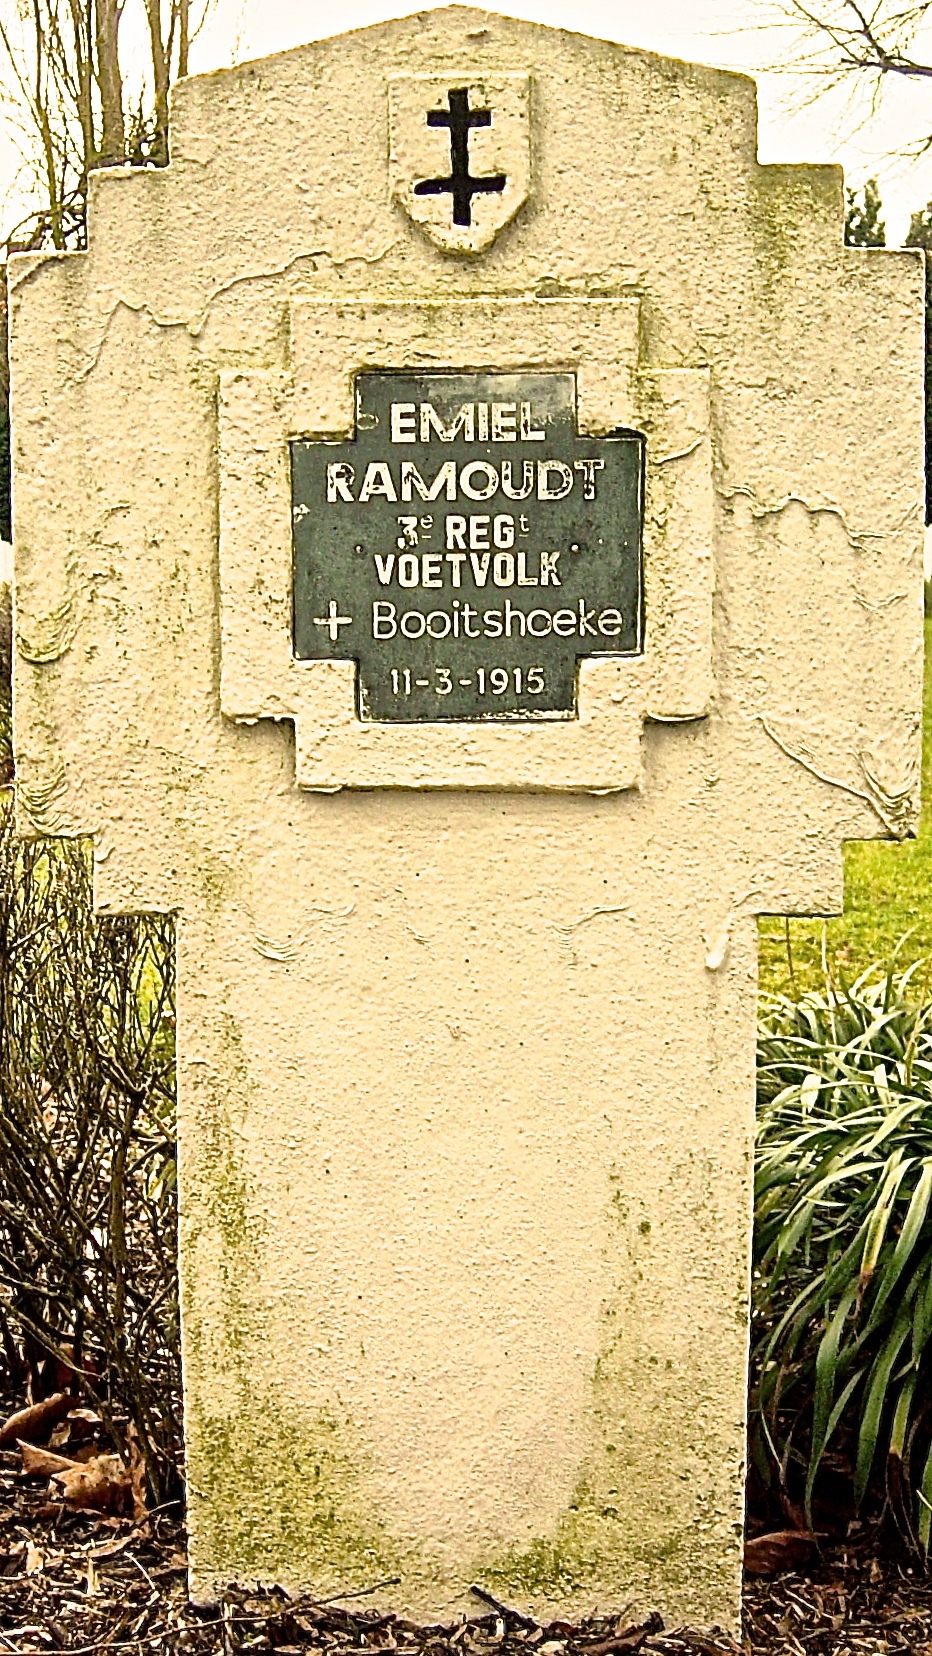 EMIEL
RAMOUDT
3e REGt
VOETVOLK
+ Booitshoeke
11-3-1915